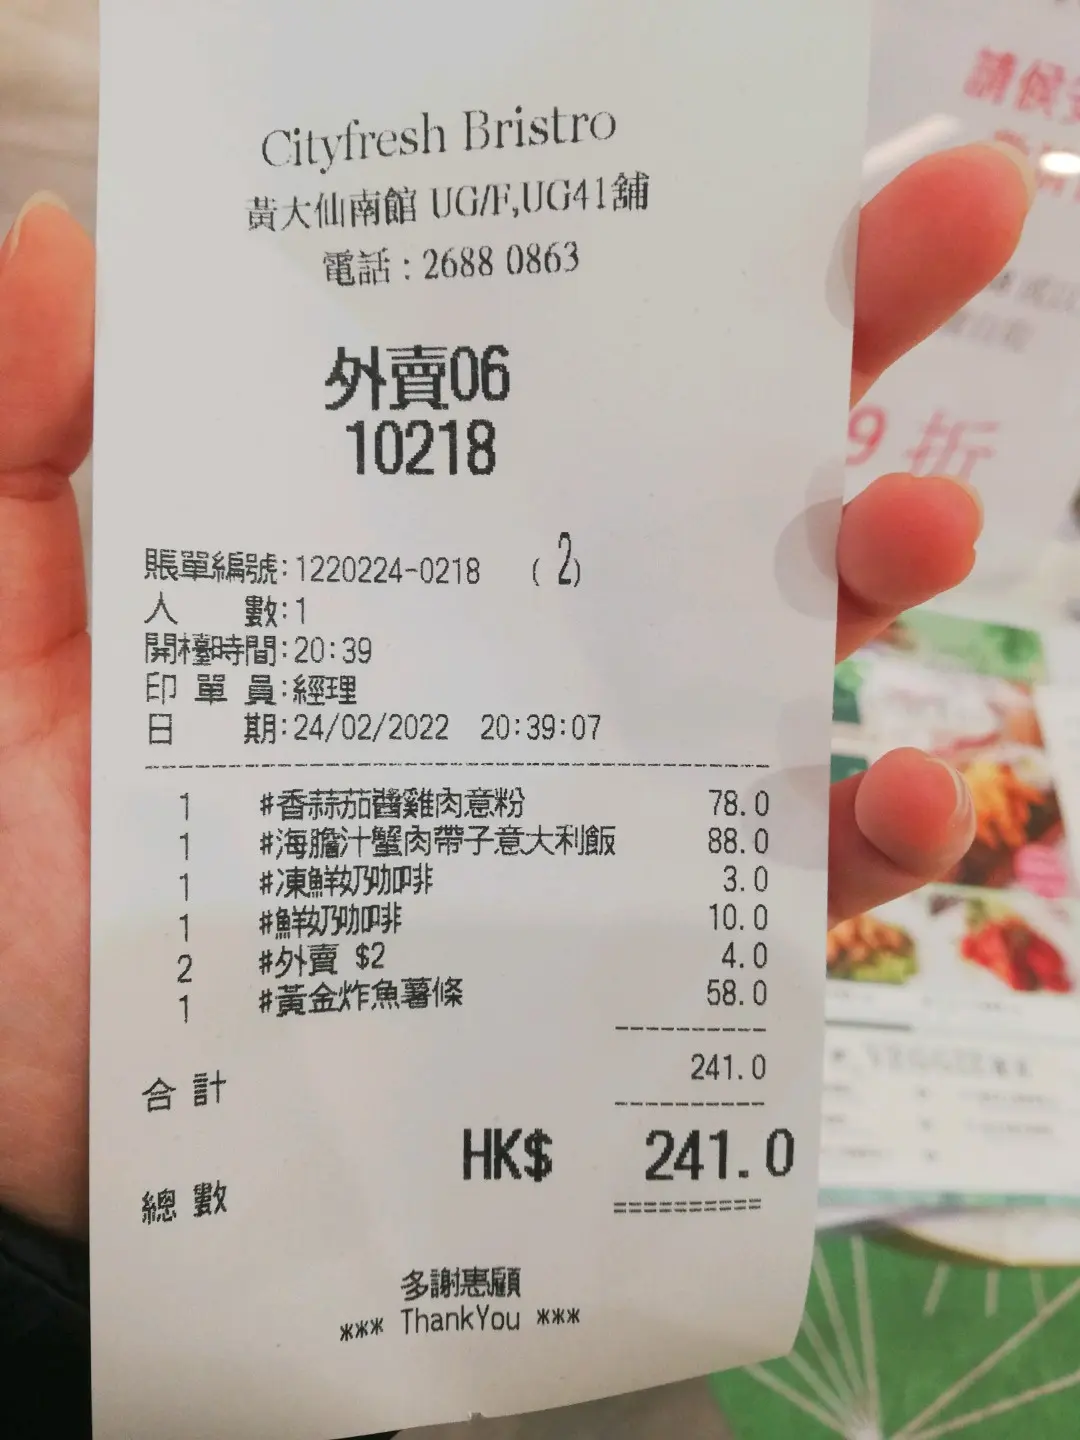 Cityfresh Bristro
黃大仙南館 UG/F,UG41舖
電話 : 2688 0863
外賣06
10218
賬單編號:1220224-0218 (2)
人 數:1
開檯時間:20:39
印 單 員:經理
日 期:24/02/2022 20:39:07
1 #香蒜茄醬雞肉意粉 78.0
1 #海膽汁蟹肉帶子意大利飯 88.0
1 #凍鮮奶咖啡 3.0
1 #鮮奶咖啡 10.0
2 #外賣 $2 4.0
1 #黃金炸魚薯條 58.0
合 計 241.0
總 數 HK$ 241.0
多謝惠顧
*** ThankYou ***
請候
9 折